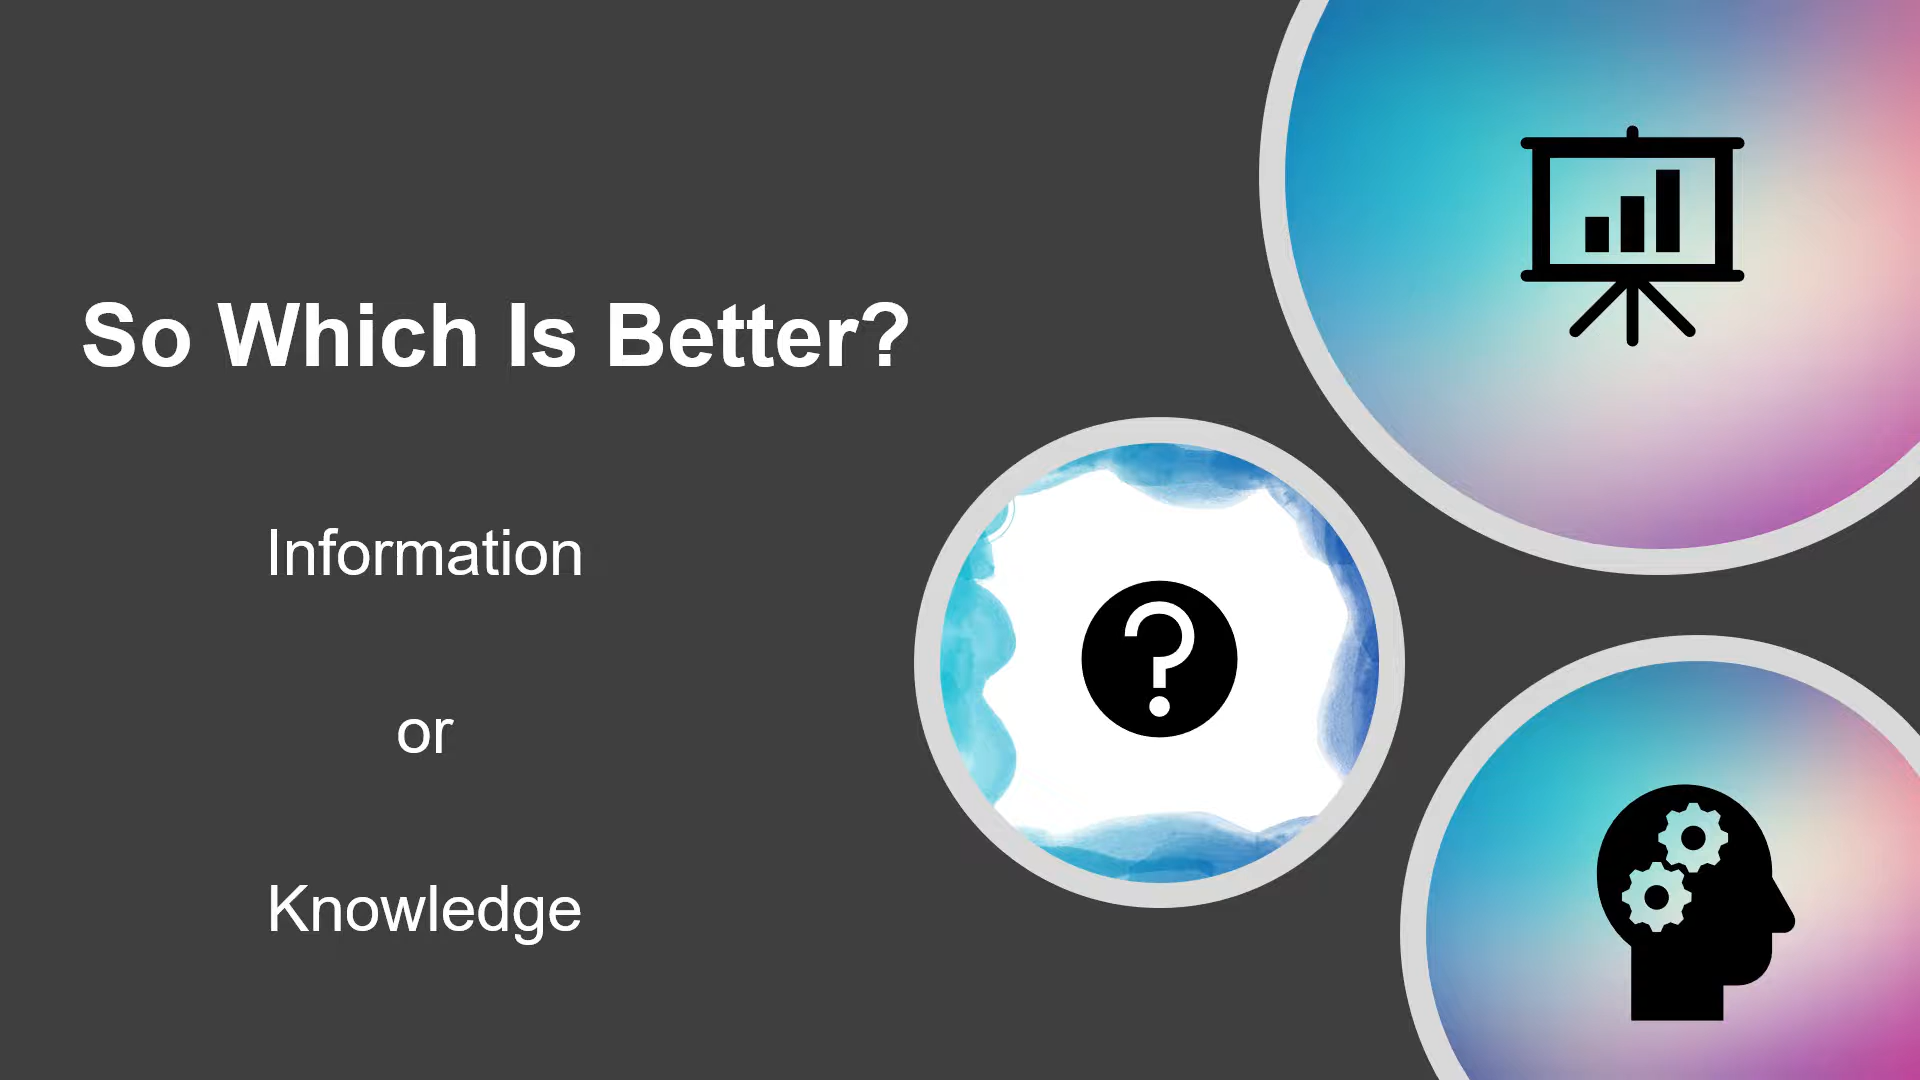 So Which Is Better?
Information
or
Knowledge